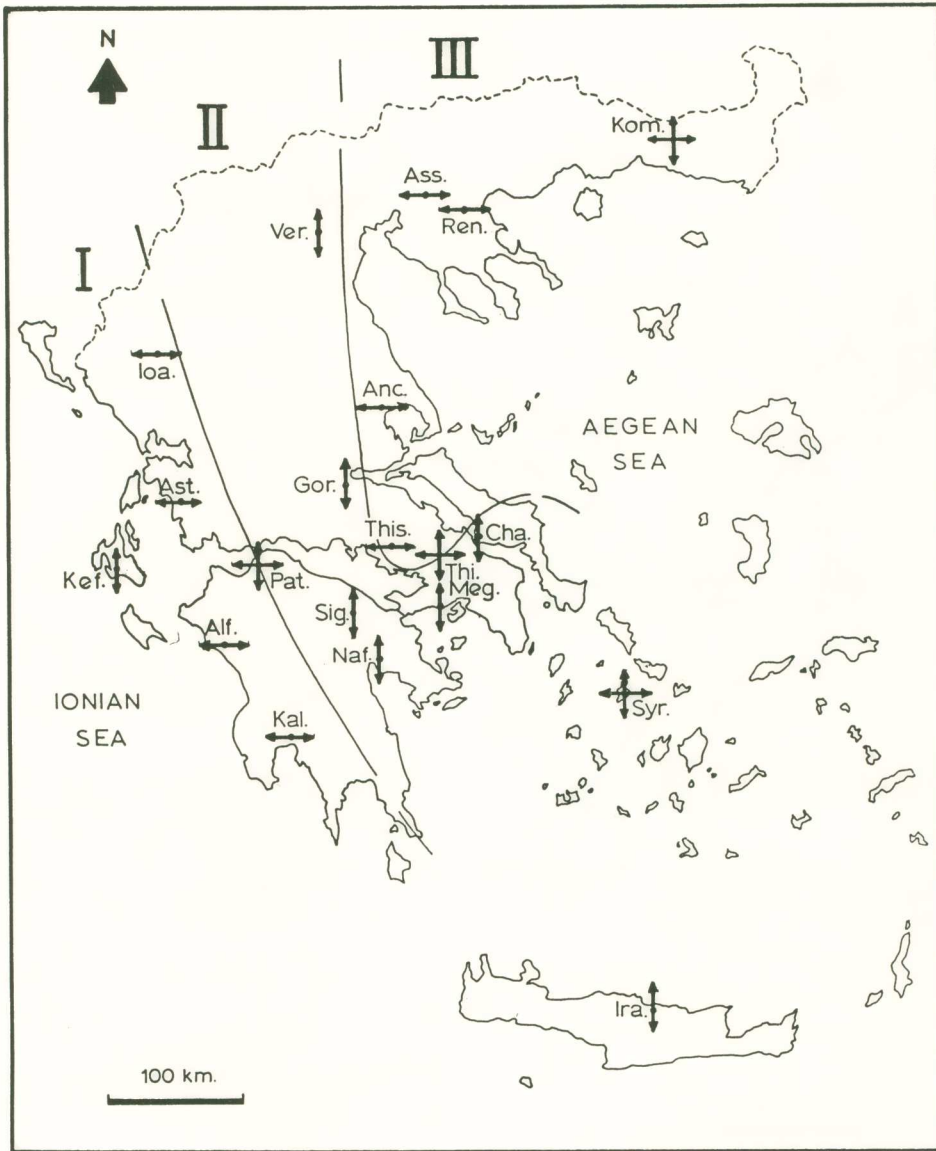 N
III
II
Kom.
Ass.
Ver.
Ren.
I
Ioa.
Anc.
AEGEAN
SEA
Gor.
Ast.
This.
Cha.
Kef.
Pat.
Thi.
Meg.
Sig.
Alf.
Naf.
IONIAN
SEA
Syr.
Kal.
Ira.
100 km.